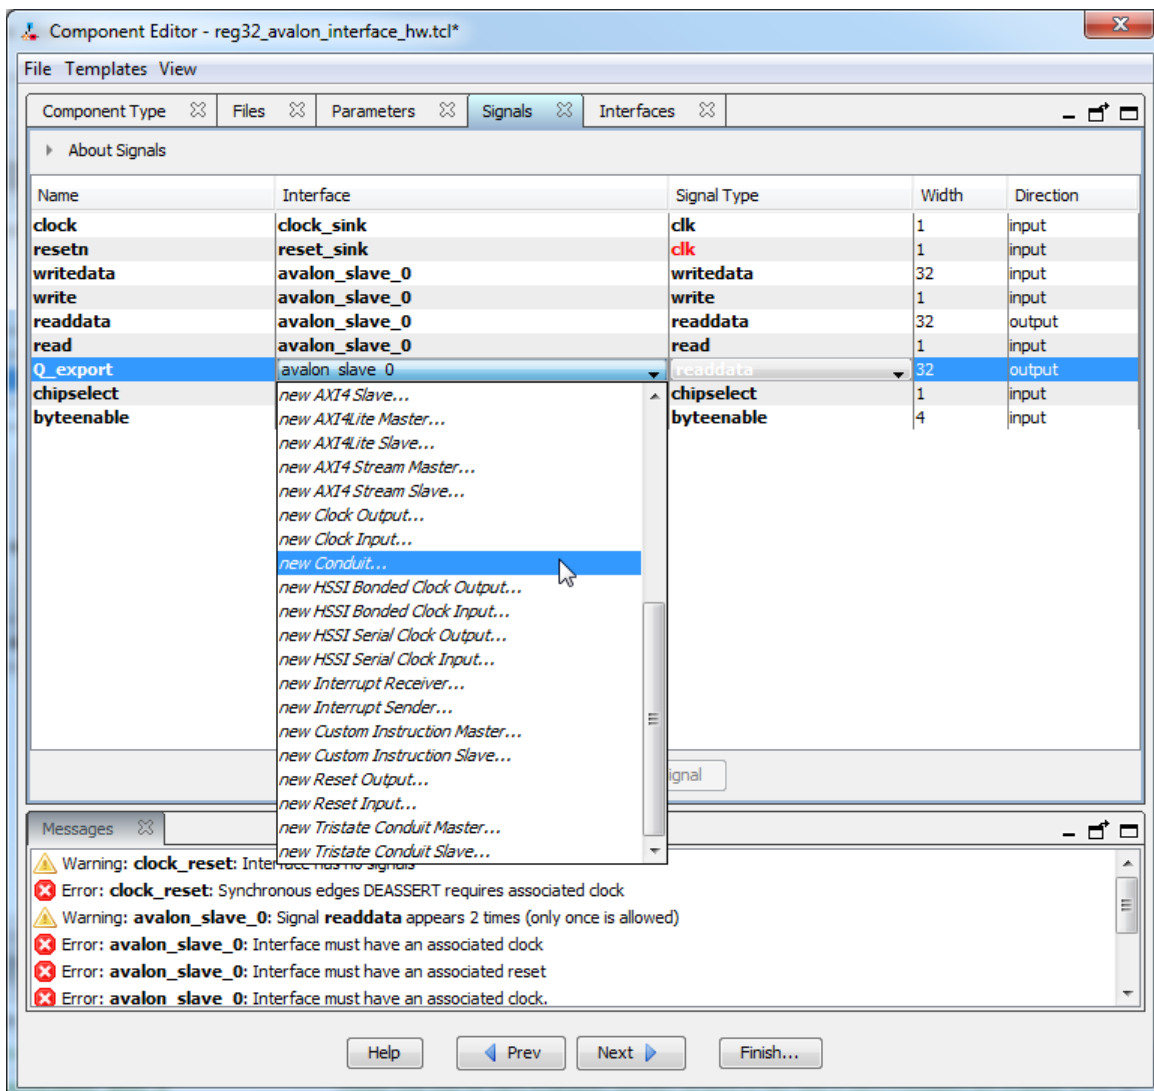 Component Editor - reg32_avalon_interface_hw.tcl*
File Templates View
Component Type Files Parameters Signals Interfaces
About Signals
Name Interface Signal Type Width Direction
clock clock_sink clk 1 input
resetn reset_sink clk 1 input
writedata avalon_slave_0 writedata 32 input
write avalon_slave_0 write 1 input
readdata avalon_slave_0 readdata 32 output
read avalon_slave_0 read 1 input
Q_export avalon_slave_0 readdata 32 output
chipselect new AXI4 Slave... chipselect 1 input
byteenable new AXI4Lite Master... byteenable 4 input
new AXI4Lite Slave...
new AXI4 Stream Master...
new AXI4 Stream Slave...
new Clock Output...
new Clock Input...
new Conduit...
new HSSI Bonded Clock Output...
new HSSI Bonded Clock Input...
new HSSI Serial Clock Output...
new HSSI Serial Clock Input...
new Interrupt Receiver...
new Interrupt Sender...
new Custom Instruction Master...
new Custom Instruction Slave...
new Reset Output...
new Reset Input...
new Tristate Conduit Master...
new Tristate Conduit Slave...
ignal
Messages
Warning: clock_reset: Interface has no signals
Error: clock_reset: Synchronous edges DEASSERT requires associated clock
Warning: avalon_slave_0: Signal readdata appears 2 times (only once is allowed)
Error: avalon_slave_0: Interface must have an associated clock
Error: avalon_slave_0: Interface must have an associated reset
Error: avalon_slave_0: Interface must have an associated clock.
Help Prev Next Finish...